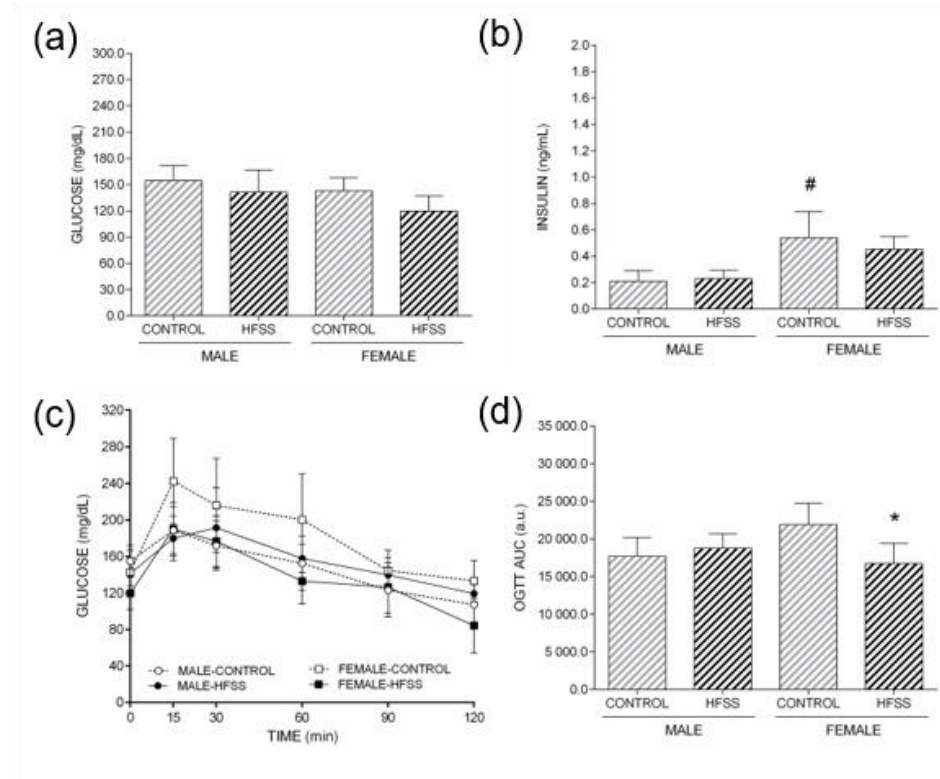 (a)
300.0
270.0
240.0
210.0
180.0
150.0
120.0
90.0
60.0
30.0
0.0
GLUCOSE (mg/dL)
CONTROL HFSS CONTROL HFSS
MALE FEMALE
(b)
2.0
1.8
1.6
1.4
1.2
1.0
0.8
0.6
0.4
0.2
0.0
INSULIN (ng/mL)
#
CONTROL HFSS CONTROL HFSS
MALE FEMALE
(c)
320
280
240
200
160
120
80
40
0
GLUCOSE (mg/dL)
MALE-CONTROL FEMALE-CONTROL
MALE-HFSS FEMALE-HFSS
0 15 30 60 90 120
TIME (min)
(d)
35 000.0
30 000.0
25 000.0
20 000.0
15 000.0
10 000.0
5 000.0
0.0
OGTT AUC (a.u.)
*
CONTROL HFSS CONTROL HFSS
MALE FEMALE